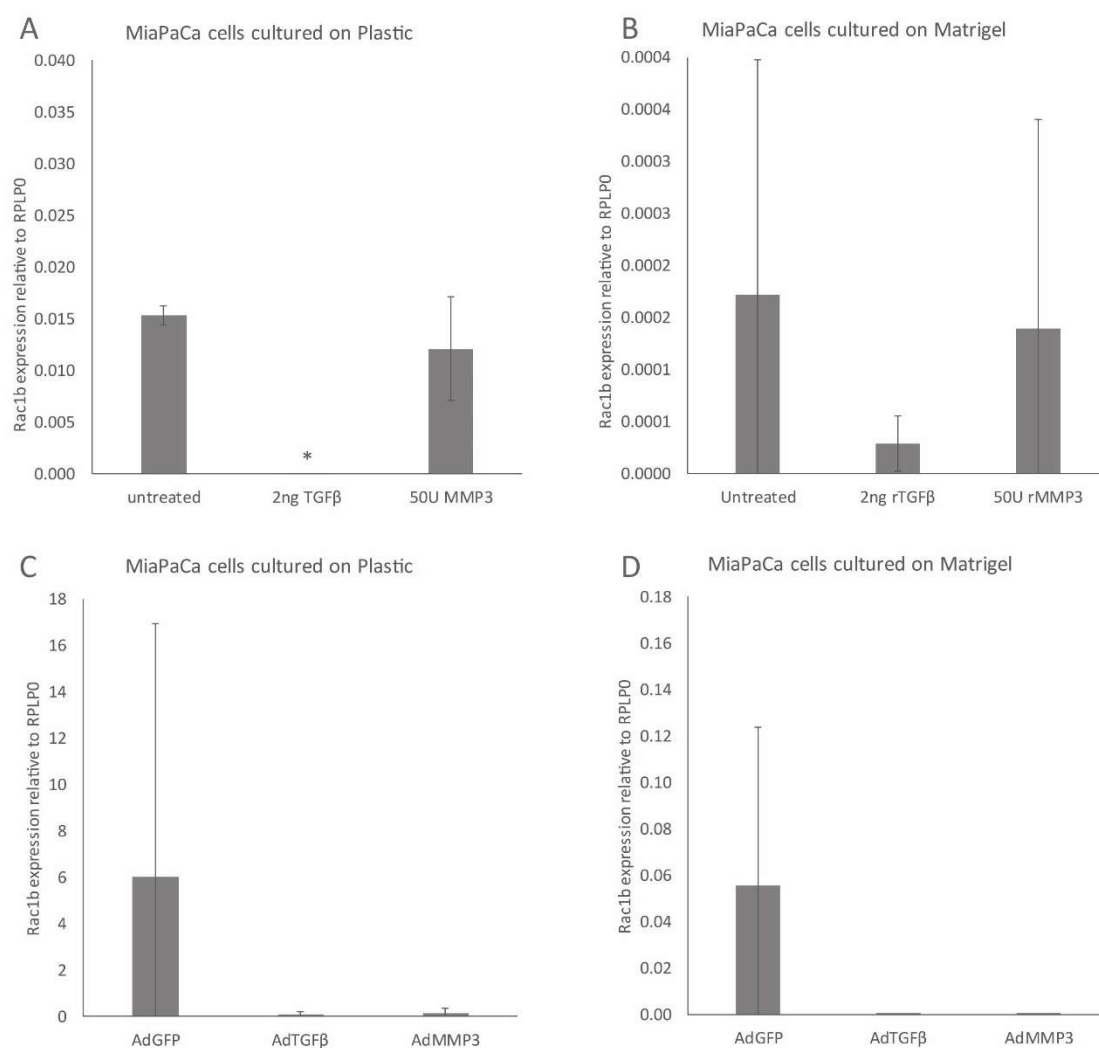 A
MiaPaCa cells cultured on Plastic
Rac1b expression relative to RPLP0
0.040
0.035
0.030
0.025
0.020
0.015
0.010
0.005
0.000
*
untreated
2ng TGFβ
50U MMP3
B
MiaPaCa cells cultured on Matrigel
Rac1b expression relative to RPLP0
0.0004
0.0004
0.0003
0.0003
0.0002
0.0002
0.0001
0.0001
0.0000
Untreated
2ng rTGFβ
50U rMMP3
C
MiaPaCa cells cultured on Plastic
Rac1b expression relative to RPLP0
18
16
14
12
10
8
6
4
2
0
AdGFP
AdTGFβ
AdMMP3
D
MiaPaCa cells cultured on Matrigel
Rac1b expression relative to RPLP0
0.18
0.16
0.14
0.12
0.10
0.08
0.06
0.04
0.02
0.00
AdGFP
AdTGFβ
AdMMP3